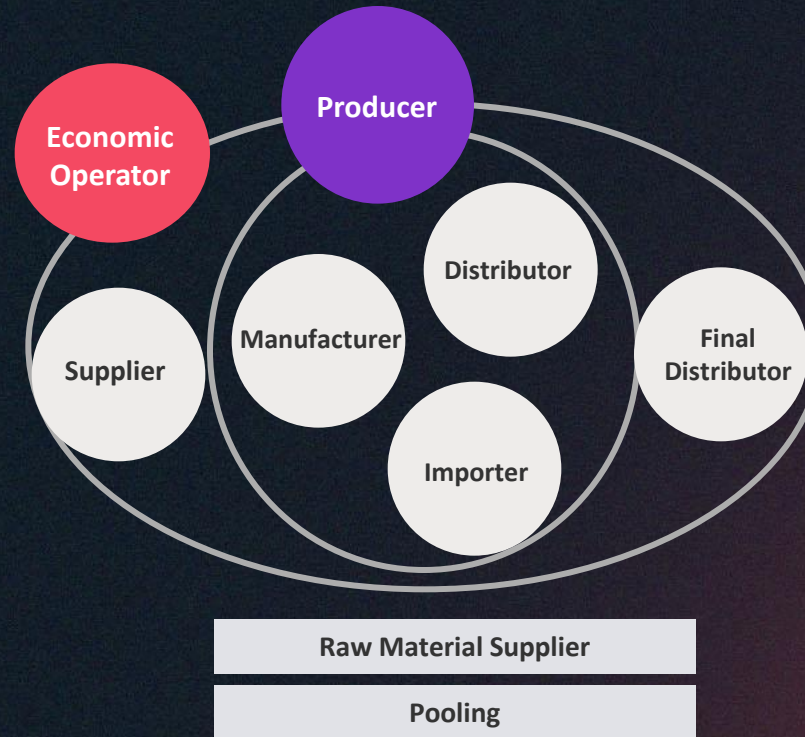 Producer
Economic
Operator
Distributor
Manufacturer
Final
Distributor
Supplier
Importer
Raw Material Supplier
Pooling